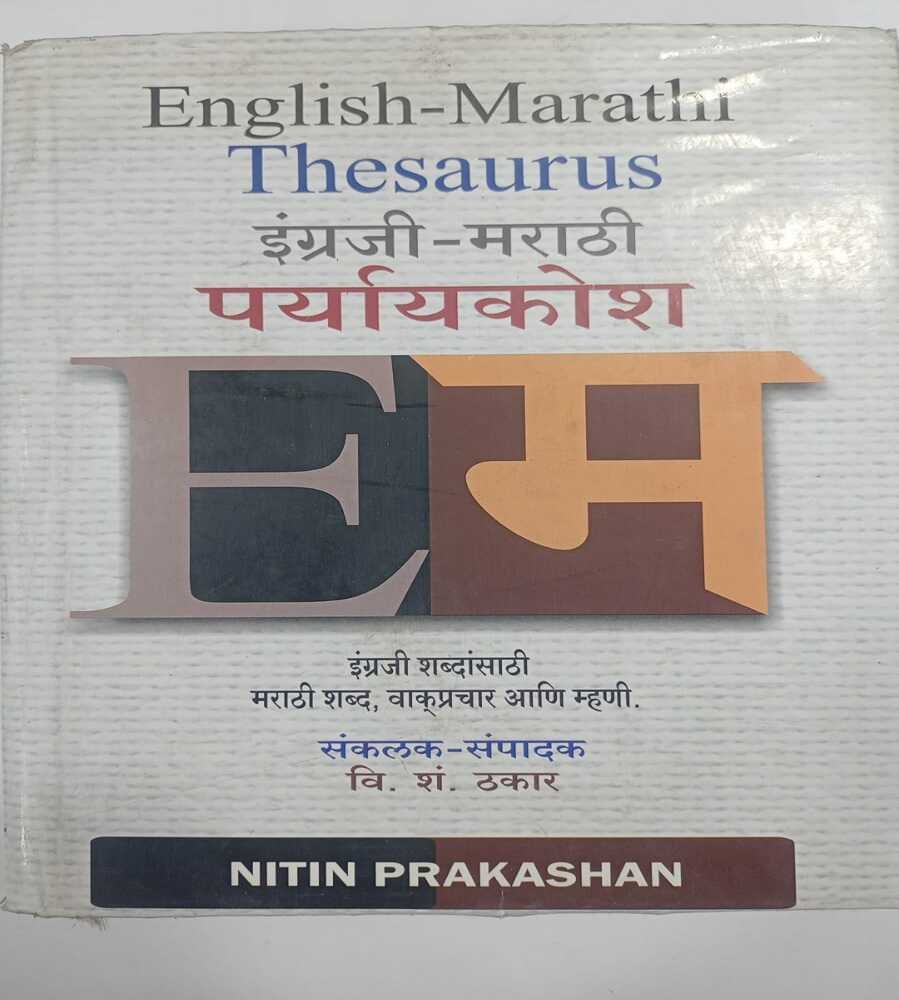 English-Marathi
Thesaurus
इंग्रजी-मराठी
पर्यायकोश
E म
इंग्रजी शब्दांसाठी
मराठी शब्द, वाक्‌प्रचार आणि म्हणी.
संकलक-संपादक
वि. शं. ठकार
NITIN PRAKASHAN